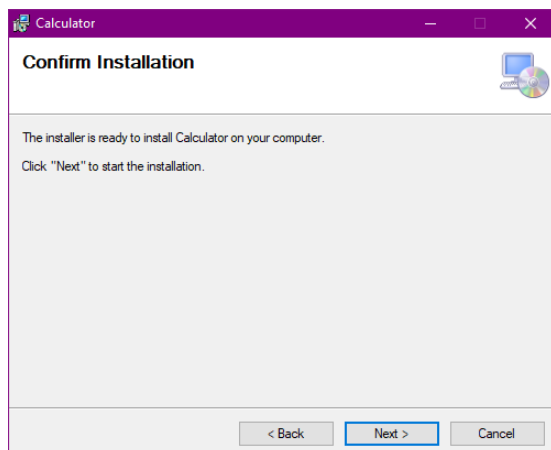 Calculator
Confirm Installation
The installer is ready to install Calculator on your computer.
Click "Next" to start the installation.
< Back
Next >
Cancel